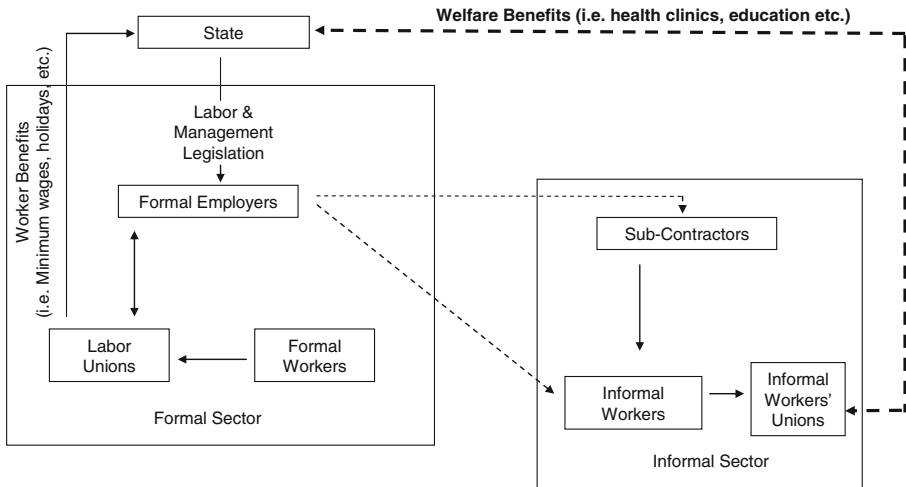 Welfare Benefits (i.e. health clinics, education etc.)
State
Worker Benefits
(i.e. Minimum wages, holidays, etc.)
Labor &
Management
Legislation
Formal Employers
Sub-Contractors
Labor
Unions
Formal
Workers
Informal
Workers
Informal
Workers'
Unions
Formal Sector
Informal Sector